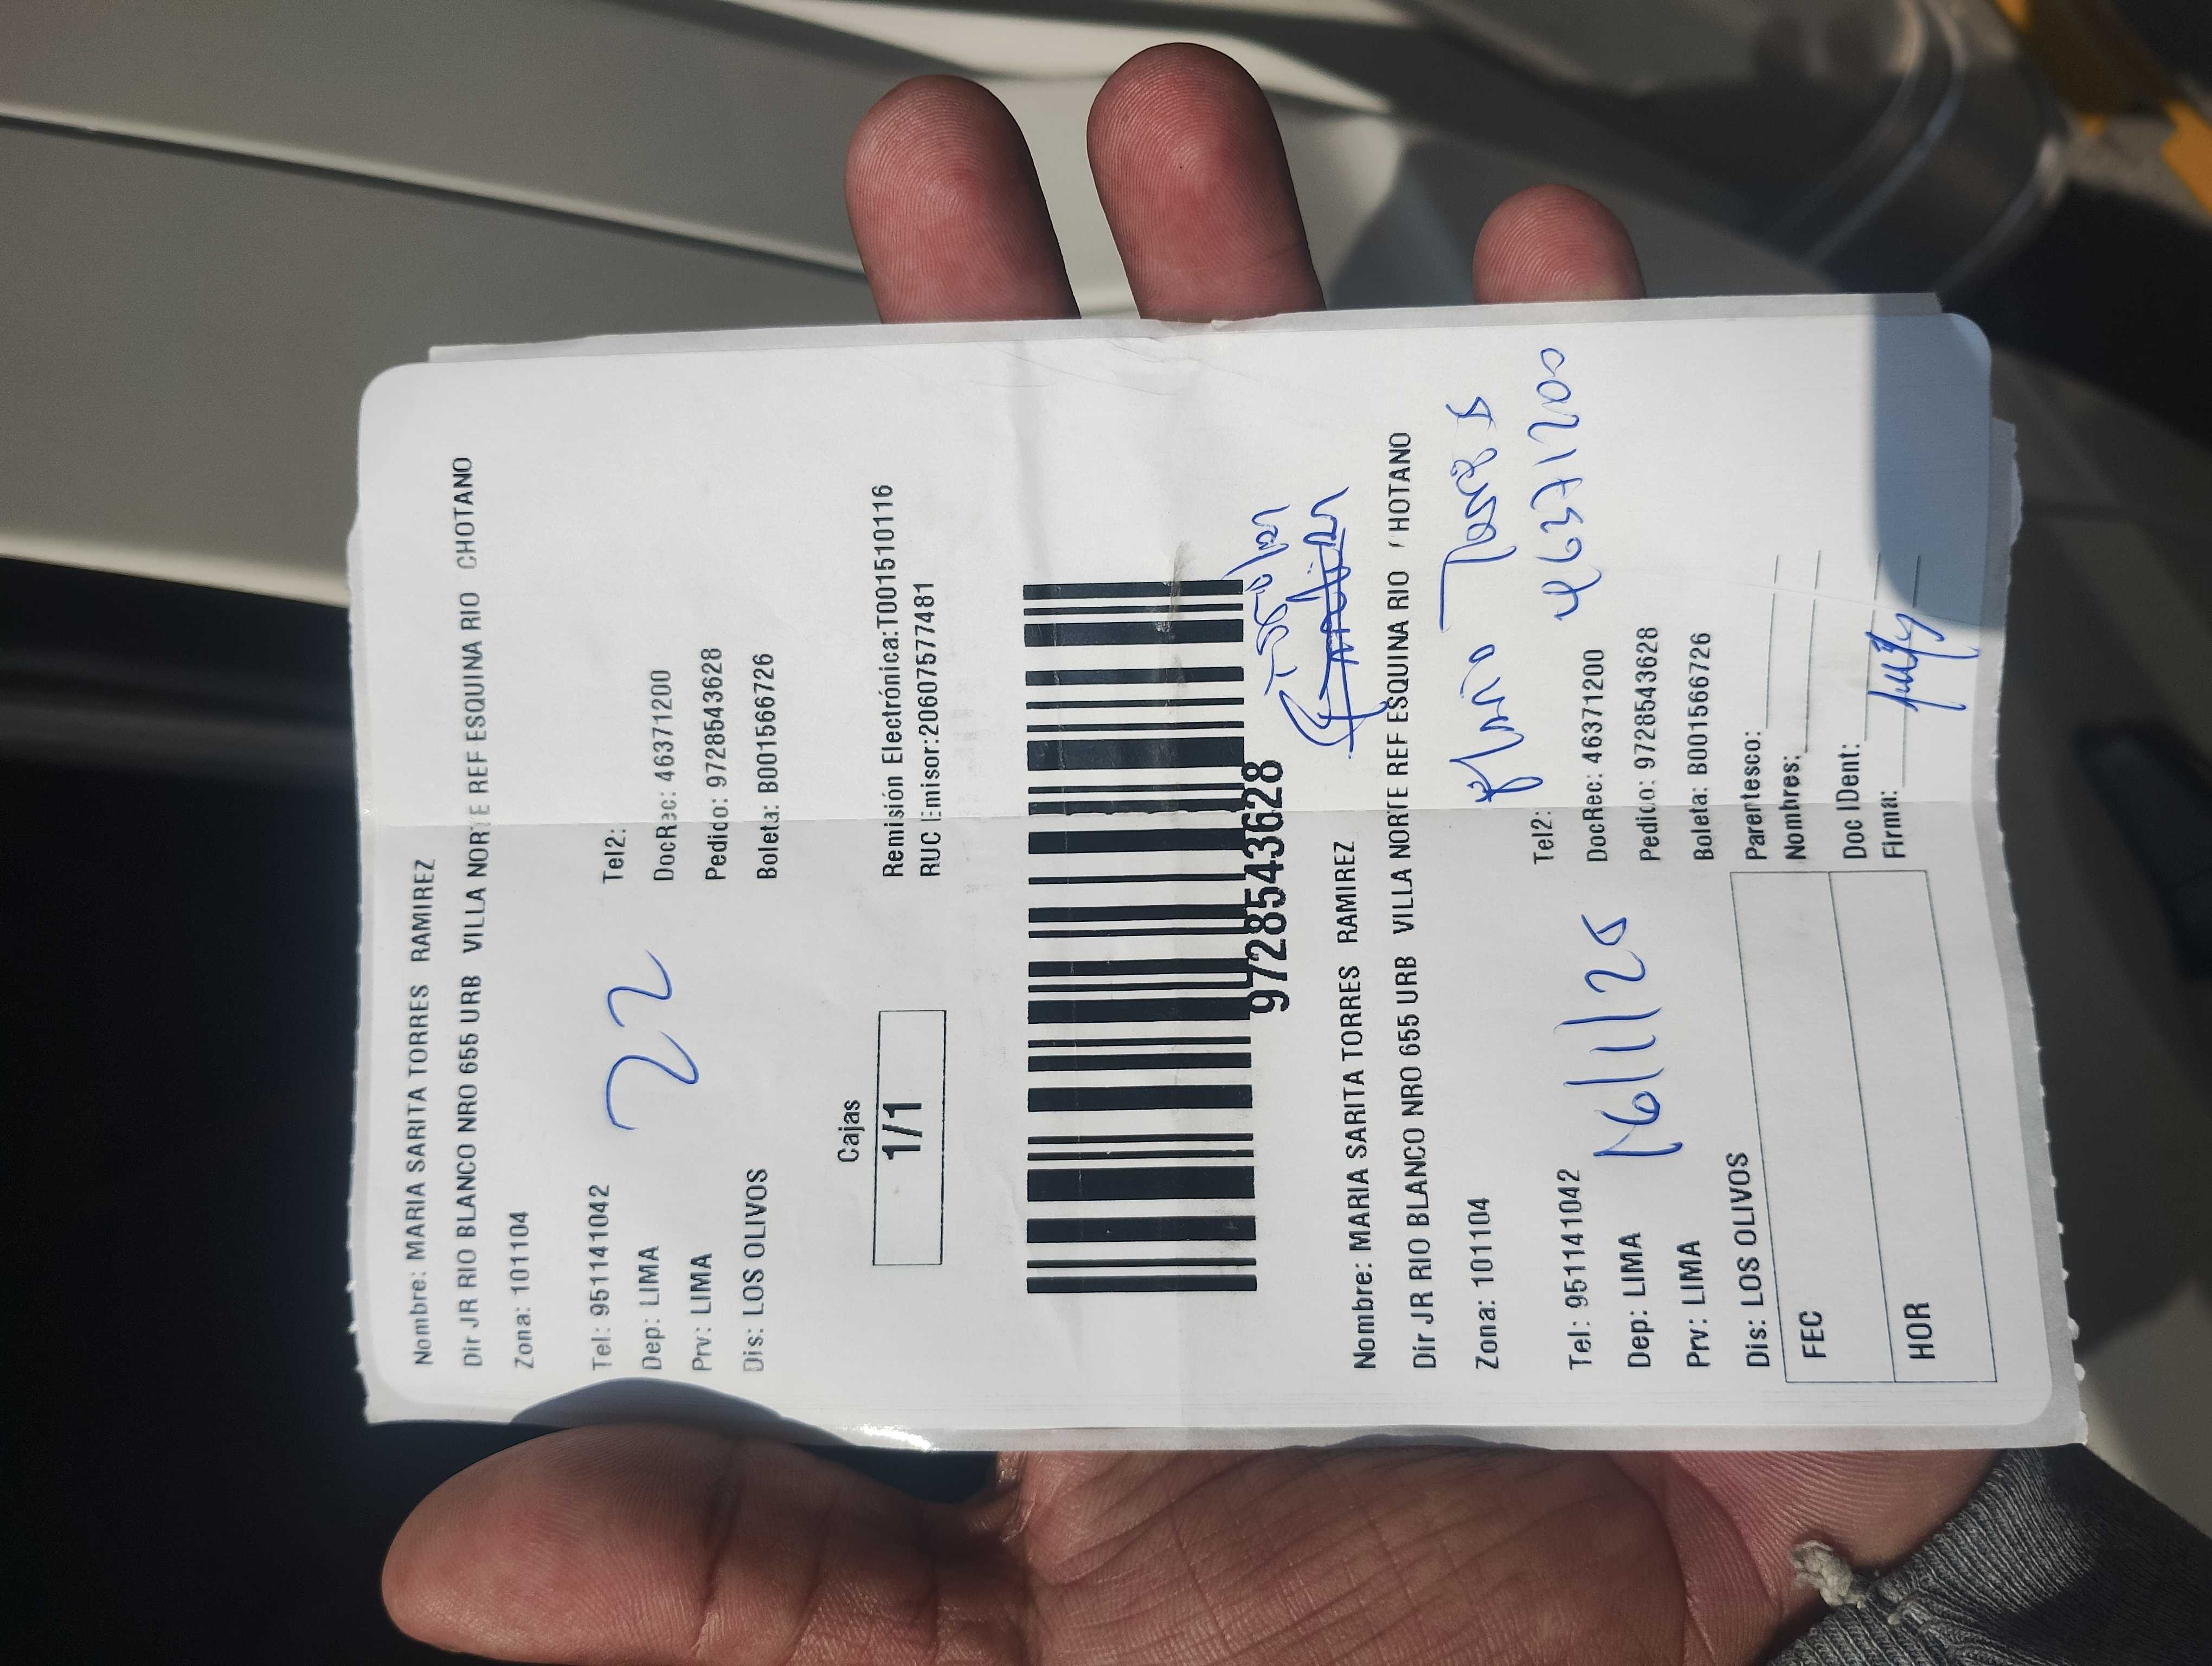 Nombre: MARIA SARITA TORRES RAMIREZ
Dir JR RIO BLANCO NRO 655 URB VILLA NORTE REF ESQUINA RIO CHOTANO
Zona: 101104
22
Tel: 951141042 Tel2:
Dep: LIMA DocRec: 46371200
Prv: LIMA Pedido: 9728543628
Dis: LOS OLIVOS Boleta: B001566726
Cajas
1/1
Remisión Electrónica:T001510116
RUC Emisor:20607577481
9728543628
Nombre: MARIA SARITA TORRES RAMIREZ
Dir JR RIO BLANCO NRO 655 URB VILLA NORTE REF ESQUINA RIO HOTANO
Zona: 101104
Torres
46371200
Tel: 951141042 Tel2:
Dep: LIMA DocRec: 46371200
Prv: LIMA Pedido: 9728543628
Dis: LOS OLIVOS Boleta: B001566726
FEC
HOR
Parentesco:
Nombres:
Doc IDent:
Firma: